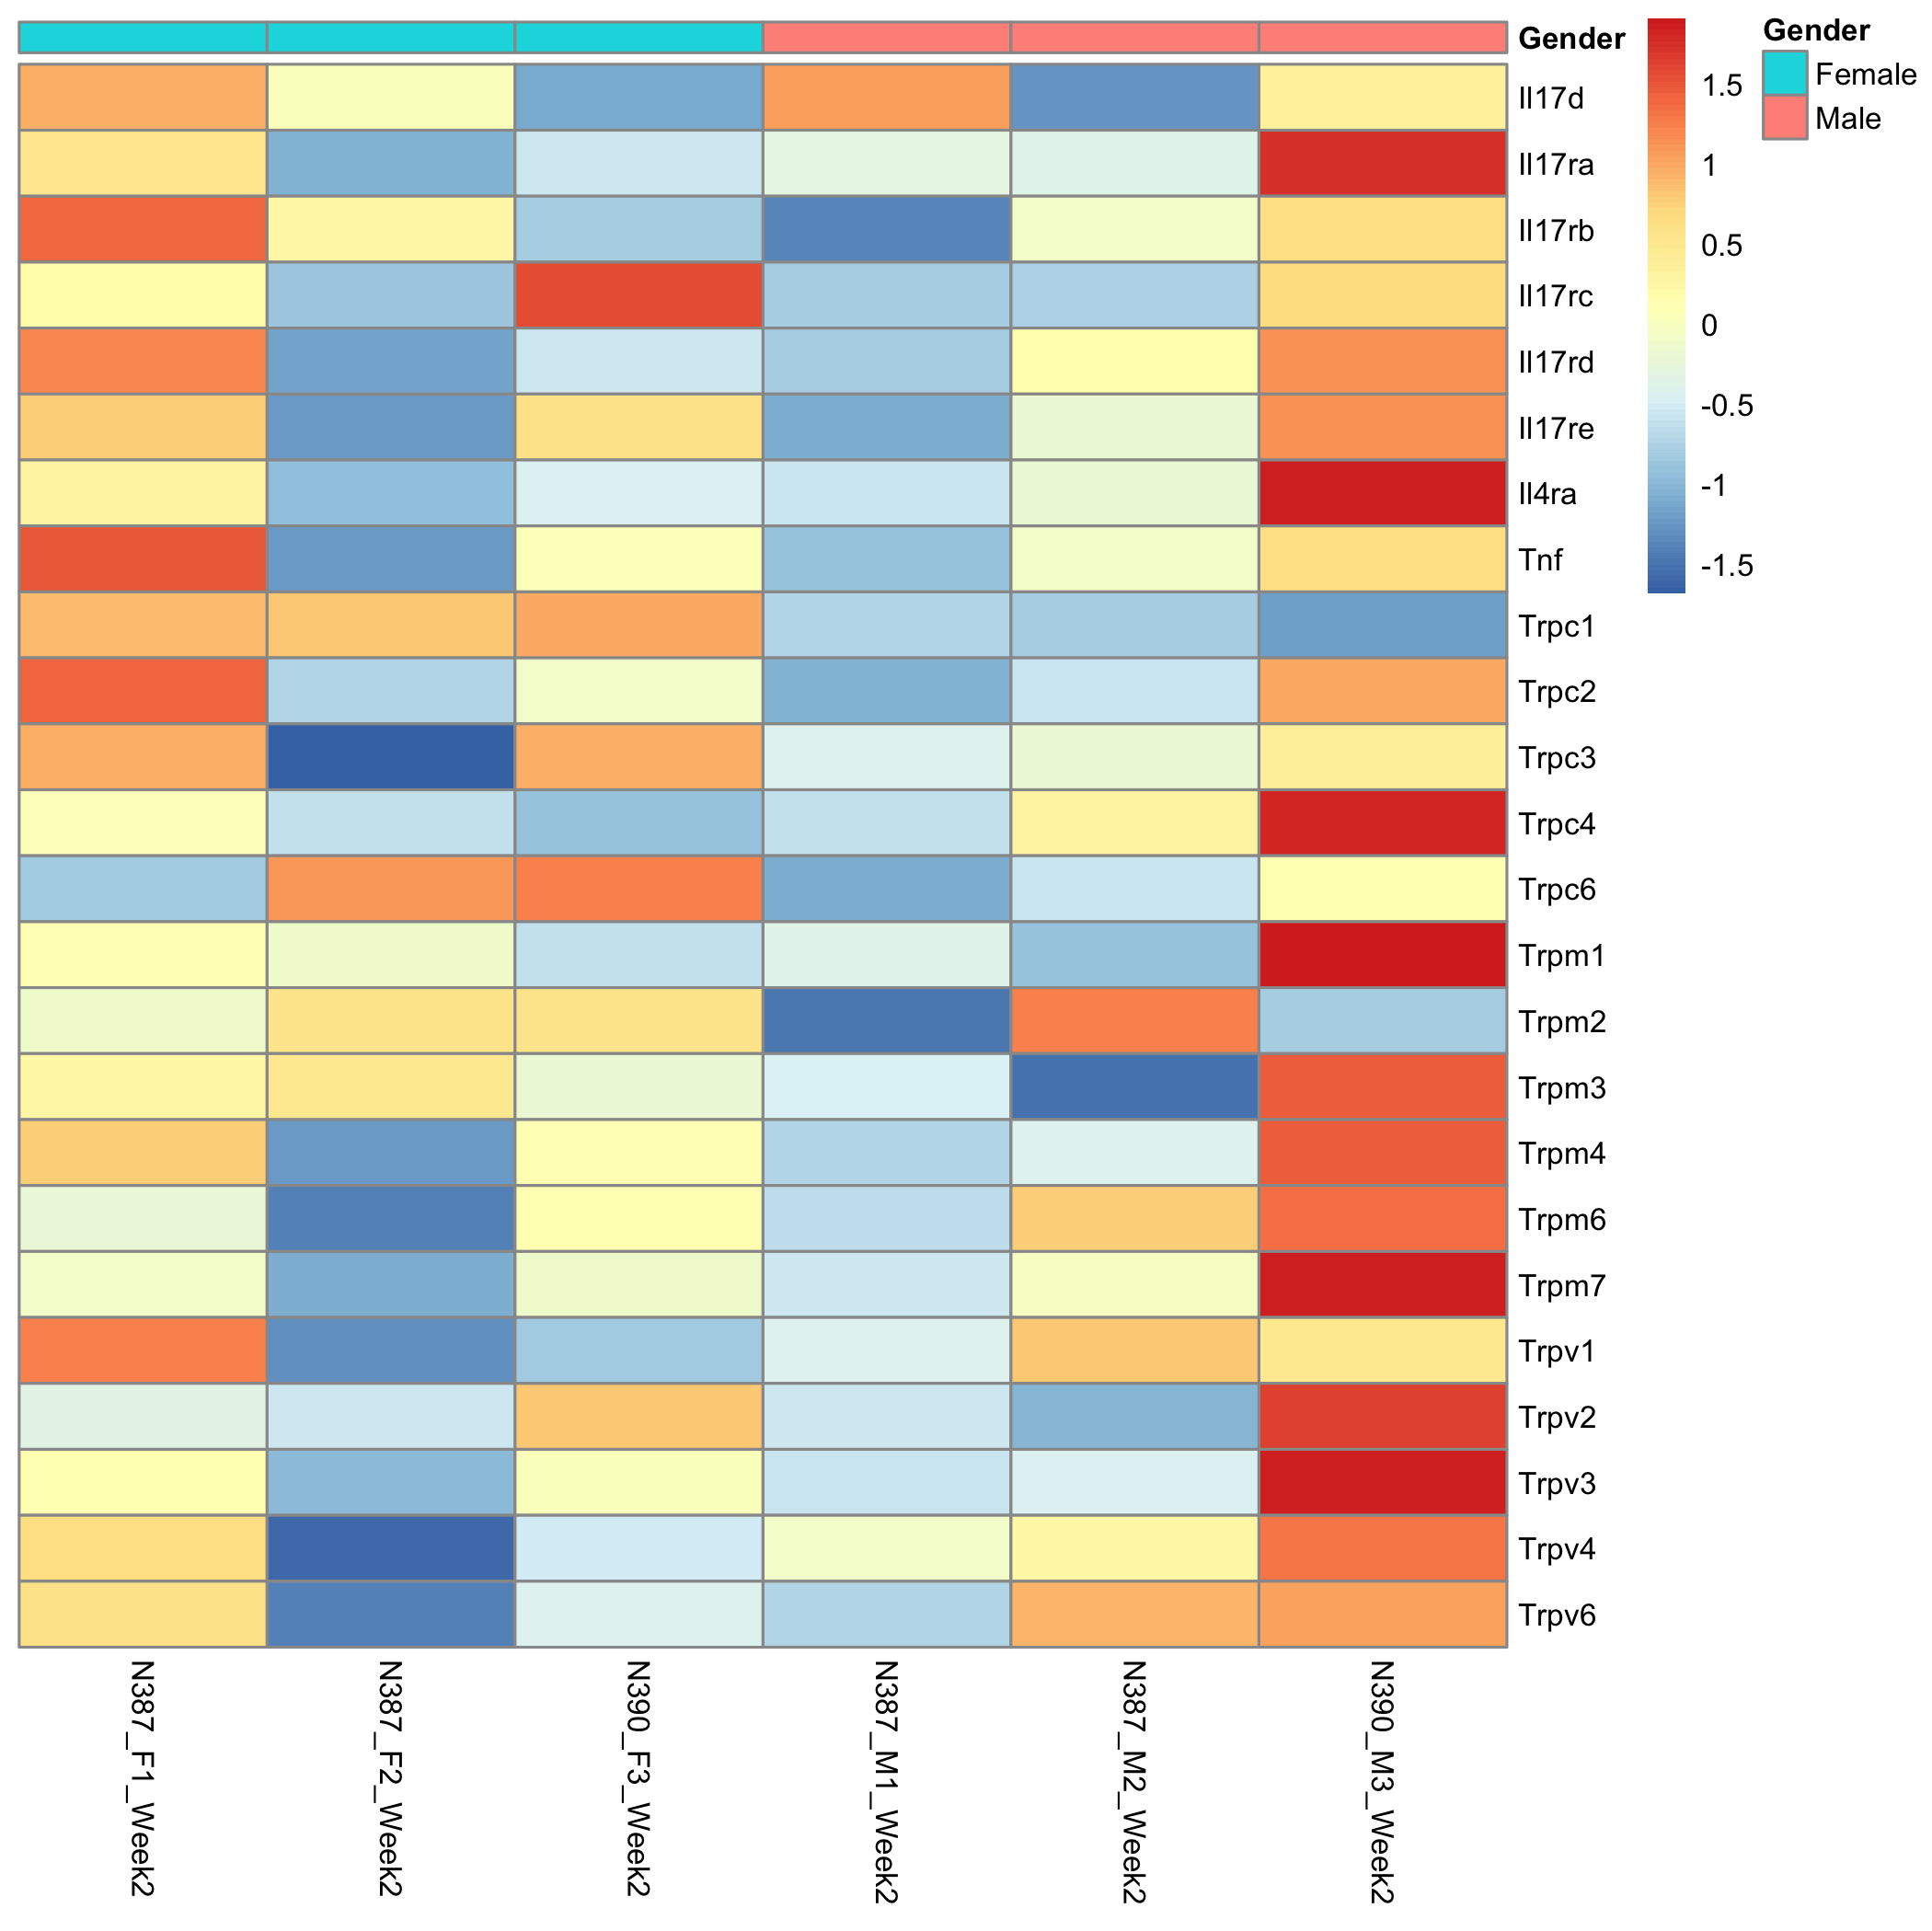 Gender
Il17d
Il17ra
Il17rb
Il17rc
Il17rd
Il17re
Il4ra
Tnf
Trpc1
Trpc2
Trpc3
Trpc4
Trpc6
Trpm1
Trpm2
Trpm3
Trpm4
Trpm6
Trpm7
Trpv1
Trpv2
Trpv3
Trpv4
Trpv6
N387_F1_Week2
N387_F2_Week2
N390_F3_Week2
N387_M1_Week2
N387_M2_Week2
N390_M3_Week2
1.5
1
0.5
0
-0.5
-1
-1.5
Gender
Female
Male